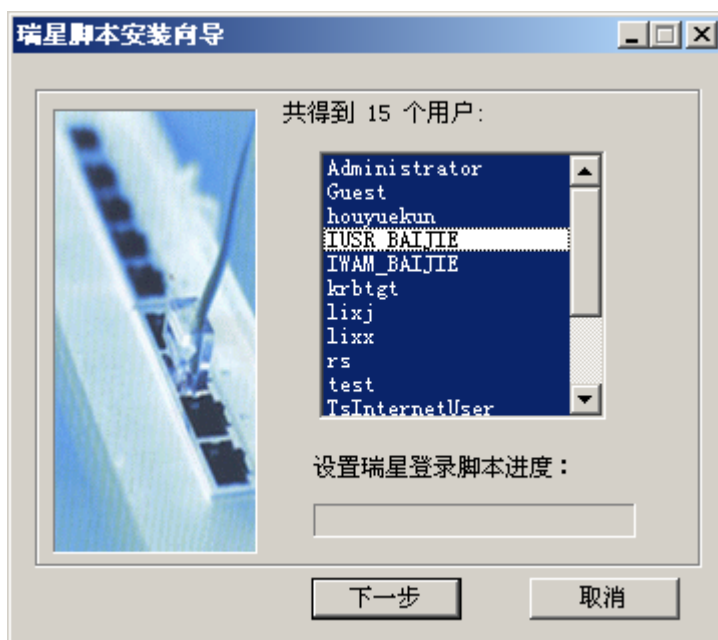 瑞星脚本安装向导
共得到 15 个用户:
Administrator
Guest
houyuekun
IUSR_BAIJIE
IWAM_BAIJIE
krbtgt
lixj
lixx
rs
test
TsInternetUser
设置瑞星登录脚本进度：
下一步
取消